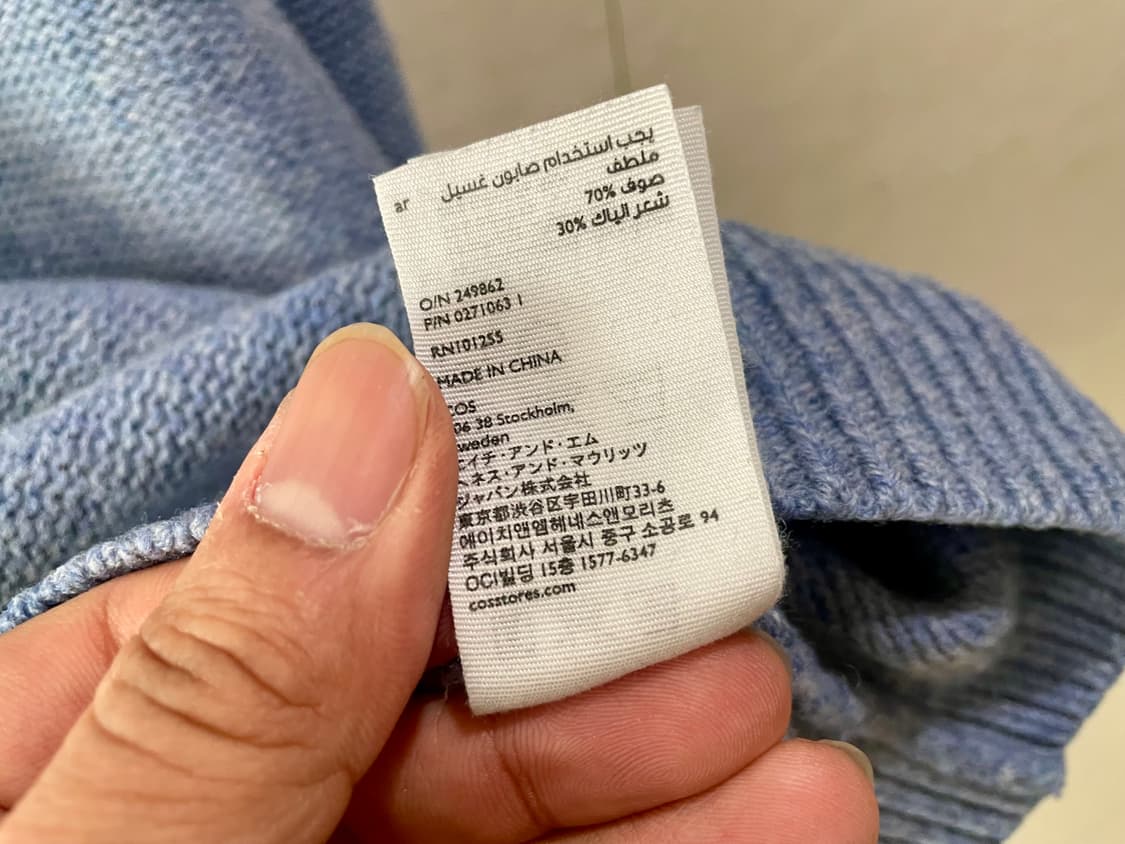 ar
يجب استخدام صابون غسيل
ملطف
صوف %70
شعر الياك %30
O/N 249862
P/N 0271063 1
RN101255
MADE IN CHINA
COS
06 38 Stockholm,
weden
イチ・アンド・エム
ネス・アンド・マウリッツ
ジャパン株式会社
東京都渋谷区宇田川町33-6
에이치앤엠헤네스앤모리츠
주식회사 서울시 중구 소공로 94
OCI빌딩 15층 1577-6347
cosstores.com